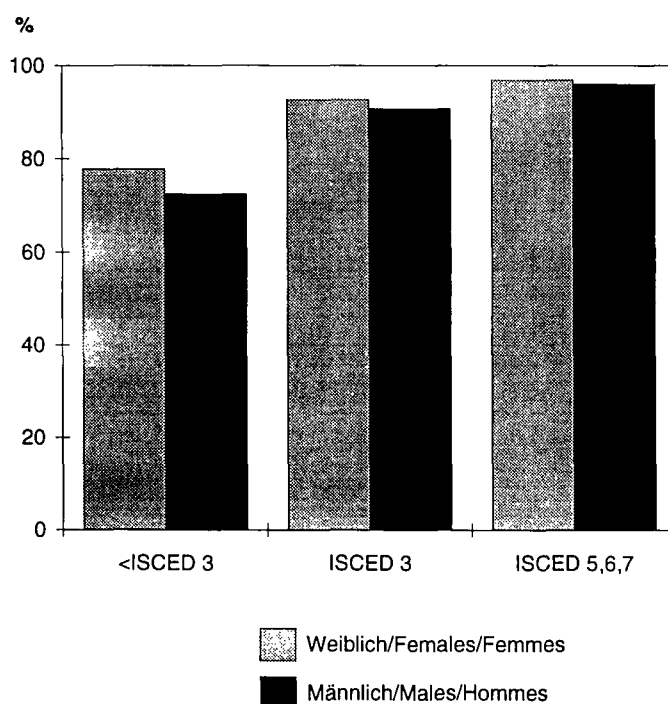 %
100
80
60
40
20
0
<ISCED 3 ISCED 3 ISCED 5,6,7
Weiblich/Females/Femmes
Männlich/Males/Hommes